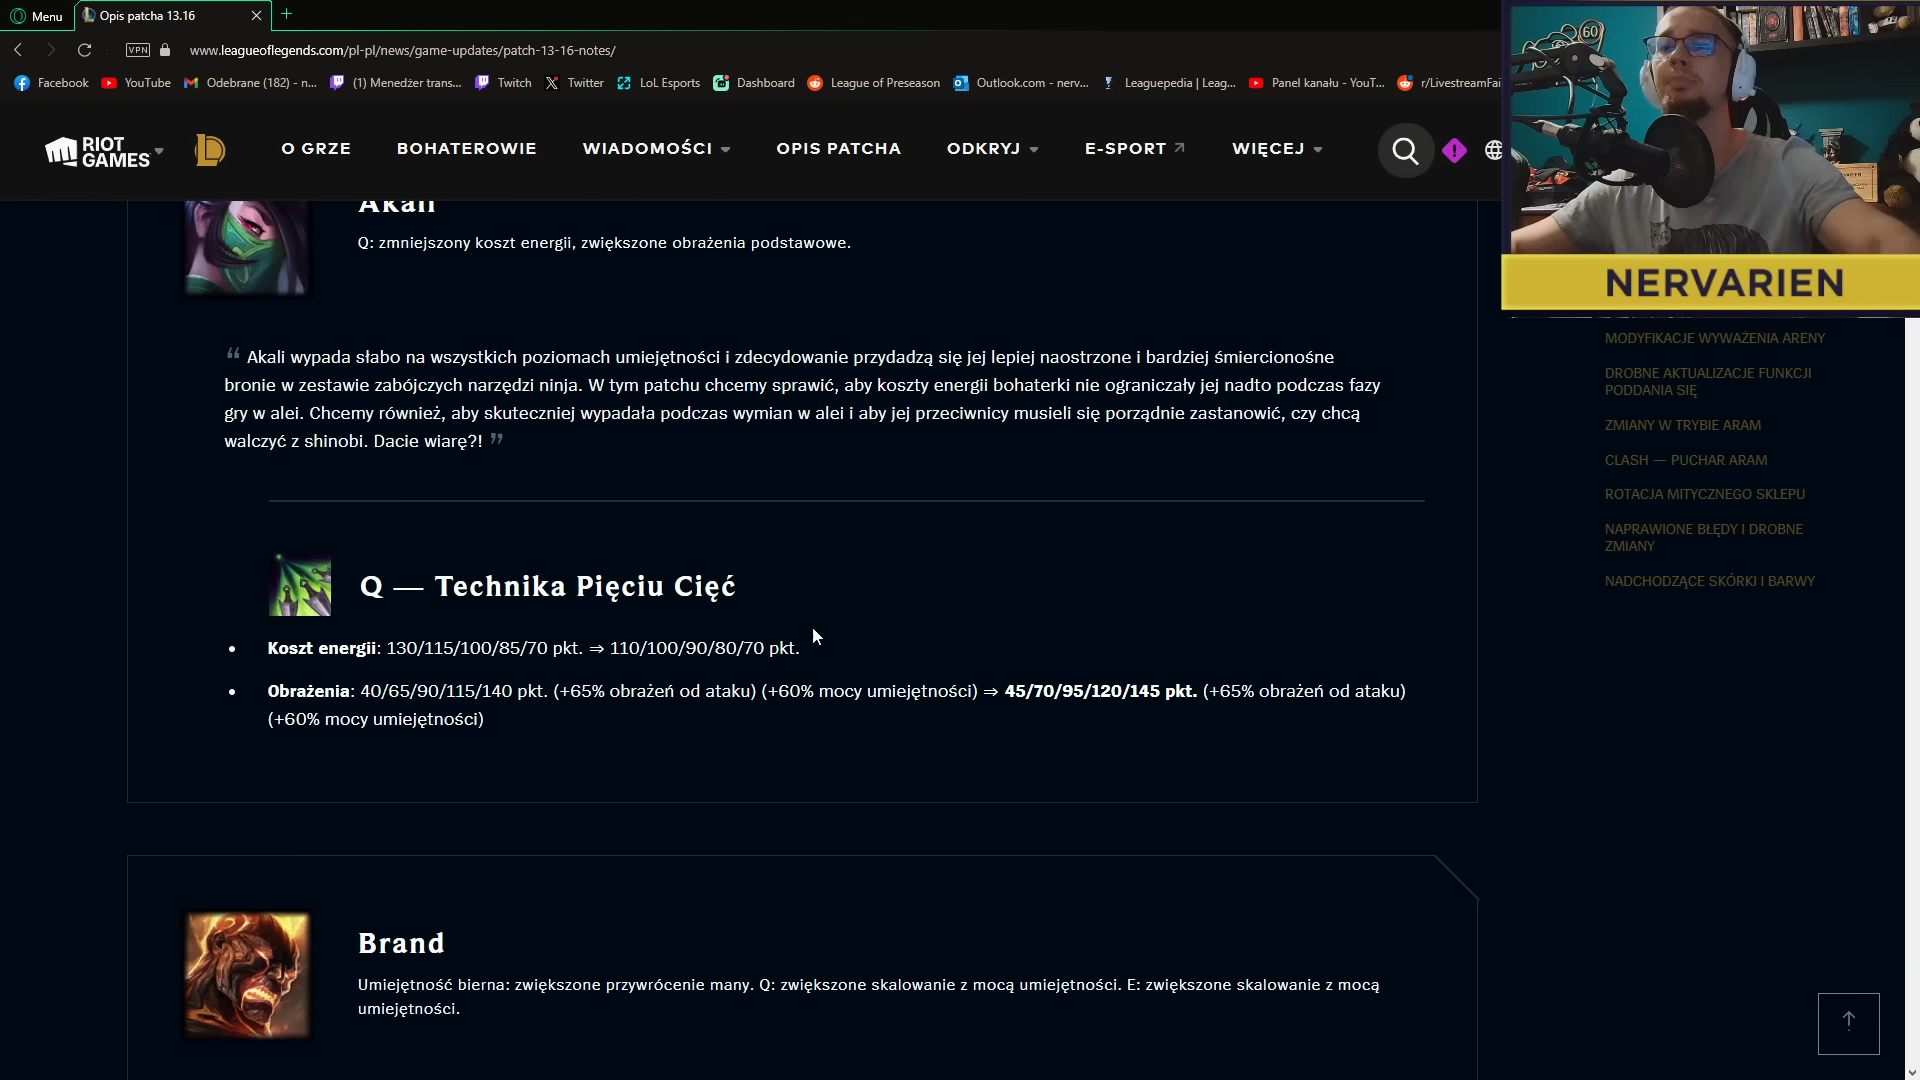 Menu
Opis patcha 13.16
VPN
www.leagueoflegends.com/pl-pl/news/game-updates/patch-13-16-notes/
Facebook
YouTube
Odebrane (182) - n...
(1) Menedżer trans...
Twitch
Twitter
LoL Esports
Dashboard
League of Preseason
Outlook.com - nerv...
Leaguepedia | Leag...
Panel kanału - YouT...
r/LivestreamFai
RIOT
GAMES
O GRZE
BOHATEROWIE
WIADOMOŚCI
OPIS PATCHA
ODKRYJ
E-SPORT
WIĘCEJ
60
NERVARIEN
Akali
Q: zmniejszony koszt energii, zwiększone obrażenia podstawowe.
“ Akali wypada słabo na wszystkich poziomach umiejętności i zdecydowanie przydadzą się jej lepiej naostrzone i bardziej śmiercionośne
bronie w zestawie zabójczych narzędzi ninja. W tym patchu chcemy sprawić, aby koszty energii bohaterki nie ograniczały jej nadto podczas fazy
gry w alei. Chcemy również, aby skuteczniej wypadała podczas wymian w alei i aby jej przeciwnicy musieli się porządnie zastanowić, czy chcą
walczyć z shinobi. Dacie wiarę?! ”
Q — Technika Pięciu Cięć
• Koszt energii: 130/115/100/85/70 pkt. ⇒ 110/100/90/80/70 pkt.
• Obrażenia: 40/65/90/115/140 pkt. (+65% obrażeń od ataku) (+60% mocy umiejętności) ⇒ 45/70/95/120/145 pkt. (+65% obrażeń od ataku)
(+60% mocy umiejętności)
Brand
Umiejętność bierna: zwiększone przywrócenie many. Q: zwiększone skalowanie z mocą umiejętności. E: zwiększone skalowanie z mocą
umiejętności.
MODYFIKACJE WYWAŻENIA ARENY
DROBNE AKTUALIZACJE FUNKCJI
PODDANIA SIĘ
ZMIANY W TRYBIE ARAM
CLASH — PUCHAR ARAM
ROTACJA MITYCZNEGO SKLEPU
NAPRAWIONE BŁĘDY I DROBNE
ZMIANY
NADCHODZĄCE SKÓRKI I BARWY